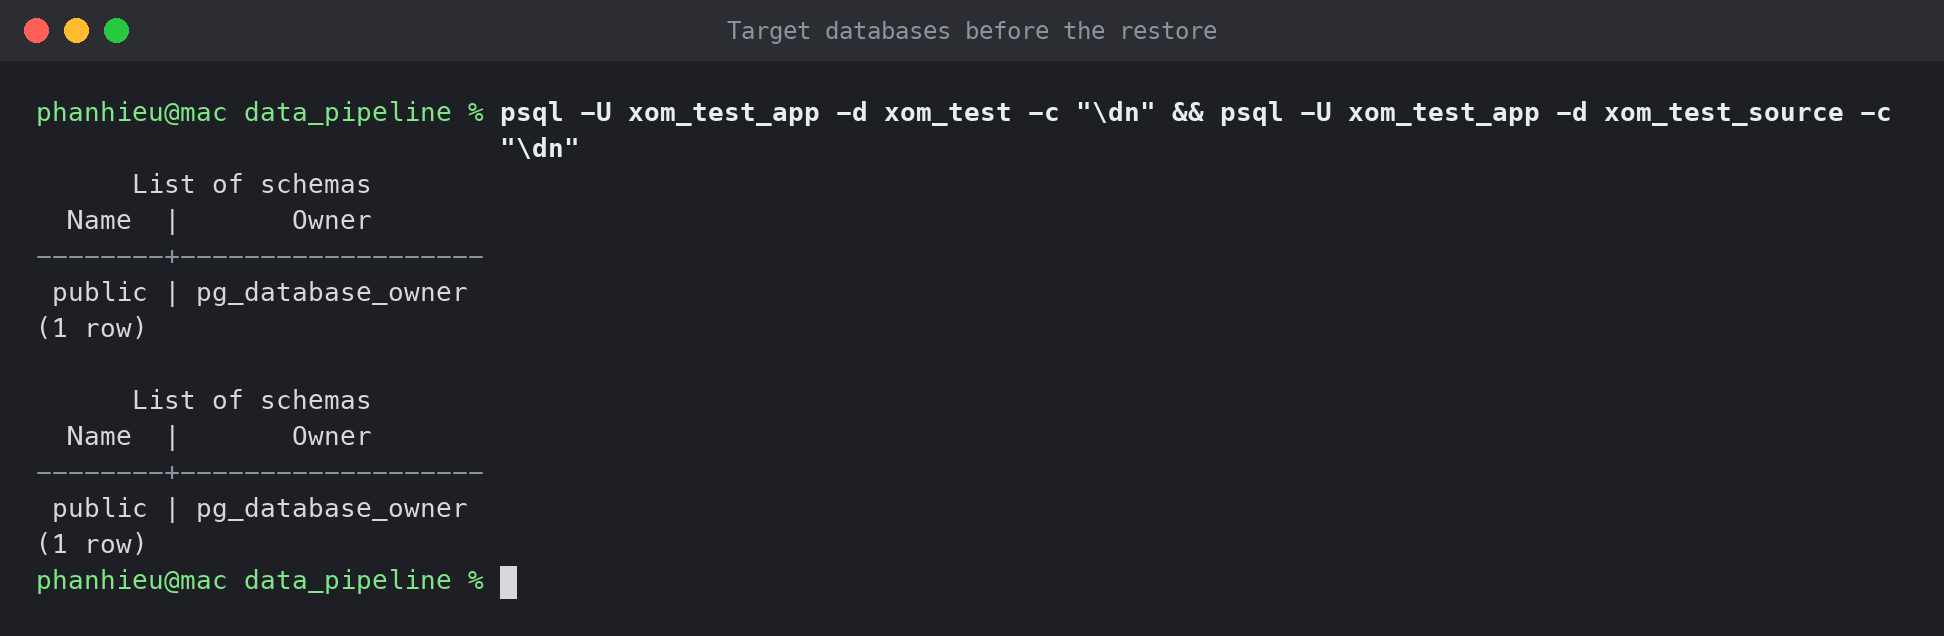 Target databases before the restore
phanhieu@mac data_pipeline % psql -U xom_test_app -d xom_test -c "\dn" && psql -U xom_test_app -d xom_test_source -c
"\dn"
List of schemas
Name | Owner
--------+-------------------
public | pg_database_owner
(1 row)
List of schemas
Name | Owner
--------+-------------------
public | pg_database_owner
(1 row)
phanhieu@mac data_pipeline %